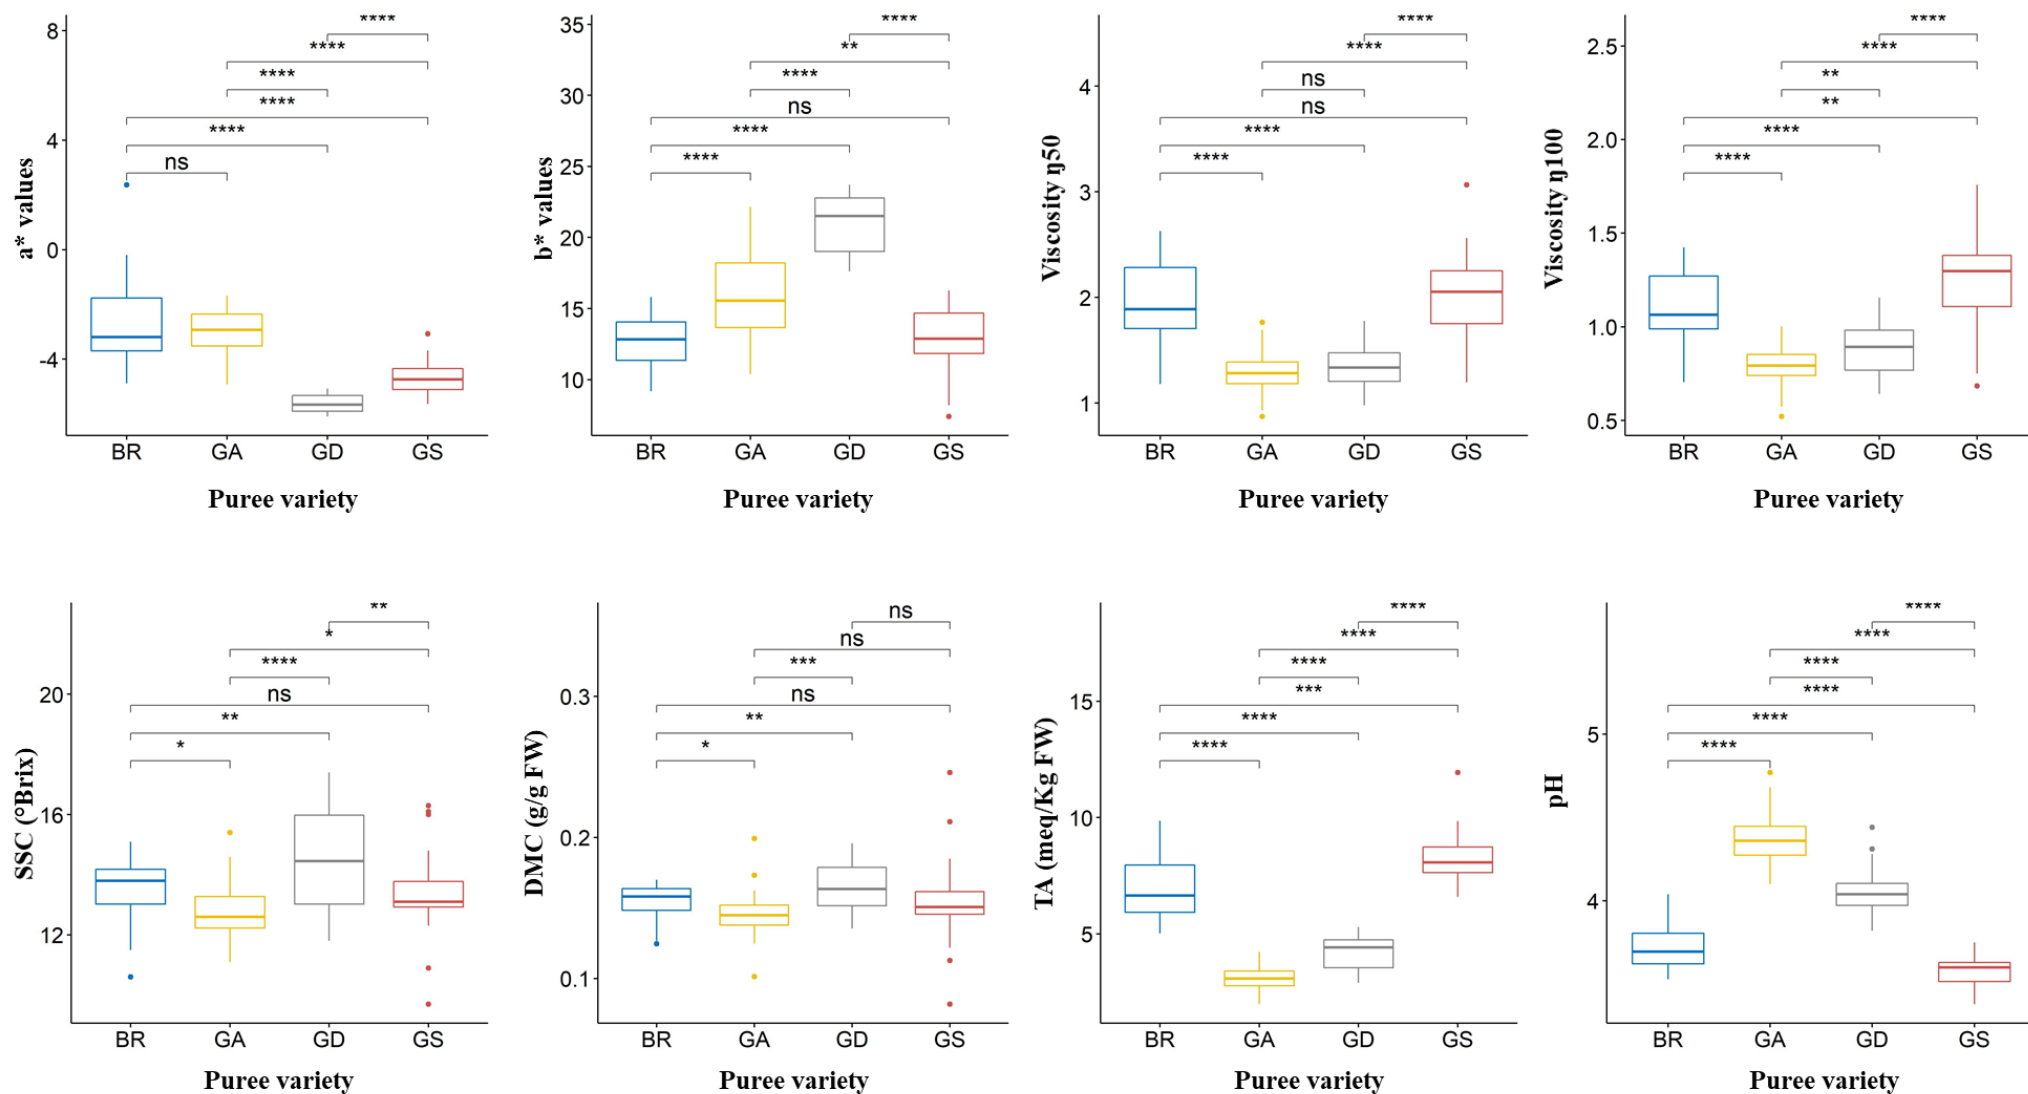 a* values
8
4
0
-4
****
****
****
****
****
ns
BR GA GD GS
Puree variety
b* values
35
30
25
20
15
10
****
**
****
ns
****
****
BR GA GD GS
Puree variety
Viscosity ŋ50
4
3
2
1
****
****
ns
ns
****
****
BR GA GD GS
Puree variety
Viscosity ŋ100
2.5
2.0
1.5
1.0
0.5
****
****
**
**
****
****
BR GA GD GS
Puree variety
SSC (°Brix)
20
16
12
**
*
****
ns
**
*
BR GA GD GS
Puree variety
DMC (g/g FW)
0.3
0.2
0.1
ns
ns
***
ns
**
*
BR GA GD GS
Puree variety
TA (meq/Kg FW)
15
10
5
****
****
****
***
****
****
BR GA GD GS
Puree variety
pH
5
4
****
****
****
****
****
****
BR GA GD GS
Puree variety